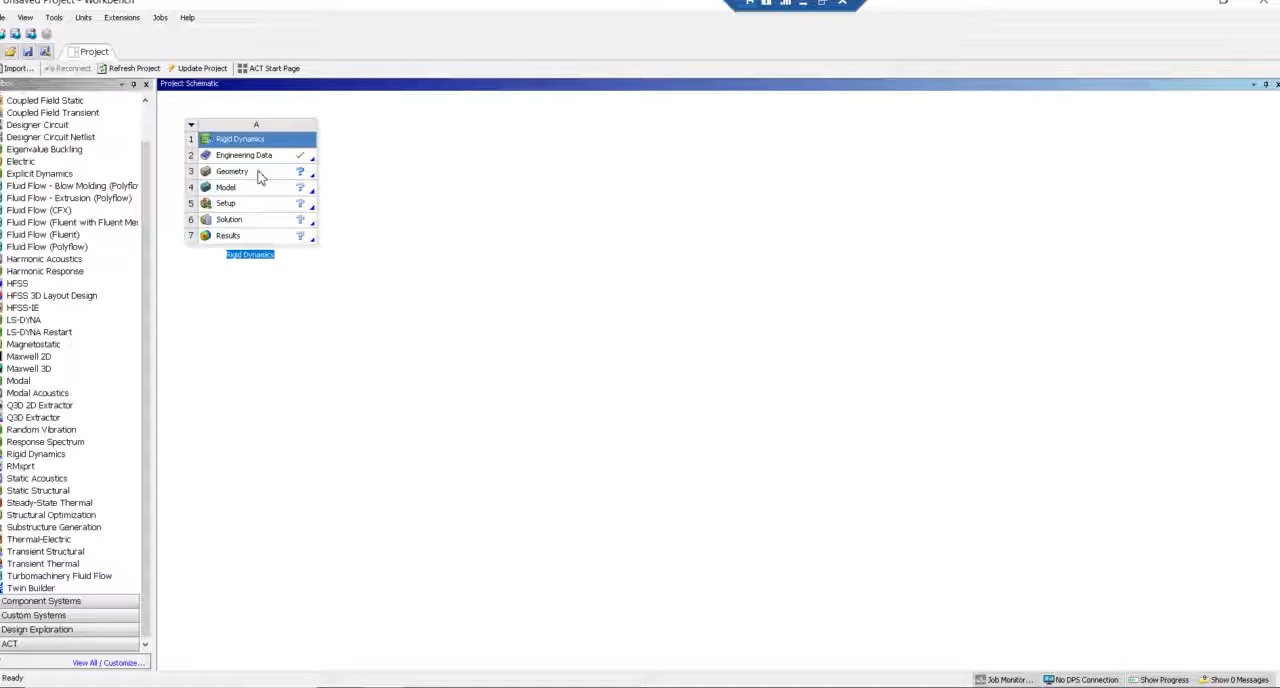 Unsaved Project - Workbench
View Tools Units Extensions Jobs Help
Project
Import... Reconnect Refresh Project Update Project ACT Start Page
Project Schematic
Coupled Field Static
Coupled Field Transient
Designer Circuit
Designer Circuit Netlist
Eigenvalue Buckling
Electric
Explicit Dynamics
Fluid Flow - Blow Molding (Polyflo
Fluid Flow - Extrusion (Polyflow)
Fluid Flow (CFX)
Fluid Flow (Fluent with Fluent Mes
Fluid Flow (Fluent)
Fluid Flow (Polyflow)
Harmonic Acoustics
Harmonic Response
HFSS
HFSS 3D Layout Design
HFSS-IE
LS-DYNA
LS-DYNA Restart
Magnetostatic
Maxwell 2D
Maxwell 3D
Modal
Modal Acoustics
Q3D 2D Extractor
Q3D Extractor
Random Vibration
Response Spectrum
Rigid Dynamics
RMxprt
Static Acoustics
Static Structural
Steady-State Thermal
Structural Optimization
Substructure Generation
Thermal-Electric
Transient Structural
Transient Thermal
Turbomachinery Fluid Flow
Twin Builder
Component Systems
Custom Systems
Design Exploration
ACT
View All / Customize...
A
1 Rigid Dynamics
2 Engineering Data
3 Geometry ?
4 Model ?
5 Setup ?
6 Solution ?
7 Results ?
Rigid Dynamics
Ready
Job Monitor... No DPS Connection Show Progress Show 0 Messages